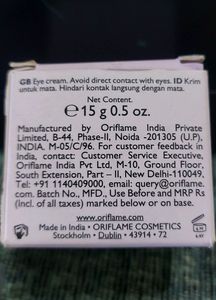 GB Eye cream. Avoid direct contact with eyes. ID Krim
untuk mata. Hindari kontak langsung dengan mata.
Net Content:
℮ 15 g 0.5 oz.
Manufactured by Oriflame India Private
Limited, B-44, Phase-II, Noida -201305 (U.P),
INDIA. M-05/C/96. For customer feedback in
India, contact: Customer Service Executive,
Oriflame India Pvt Ltd, M-10, Ground Floor,
South Extension, Part - II, New Delhi-110049,
Tel: +91 1140409000, email: query@oriflame.
com. Batch No., MFD., Use Before and MRP Rs
(Incl. of all taxes) marked below or on base.
www.oriflame.com
Made in India • ORIFLAME COSMETICS
Stockholm • Dublin • 43914 • 72